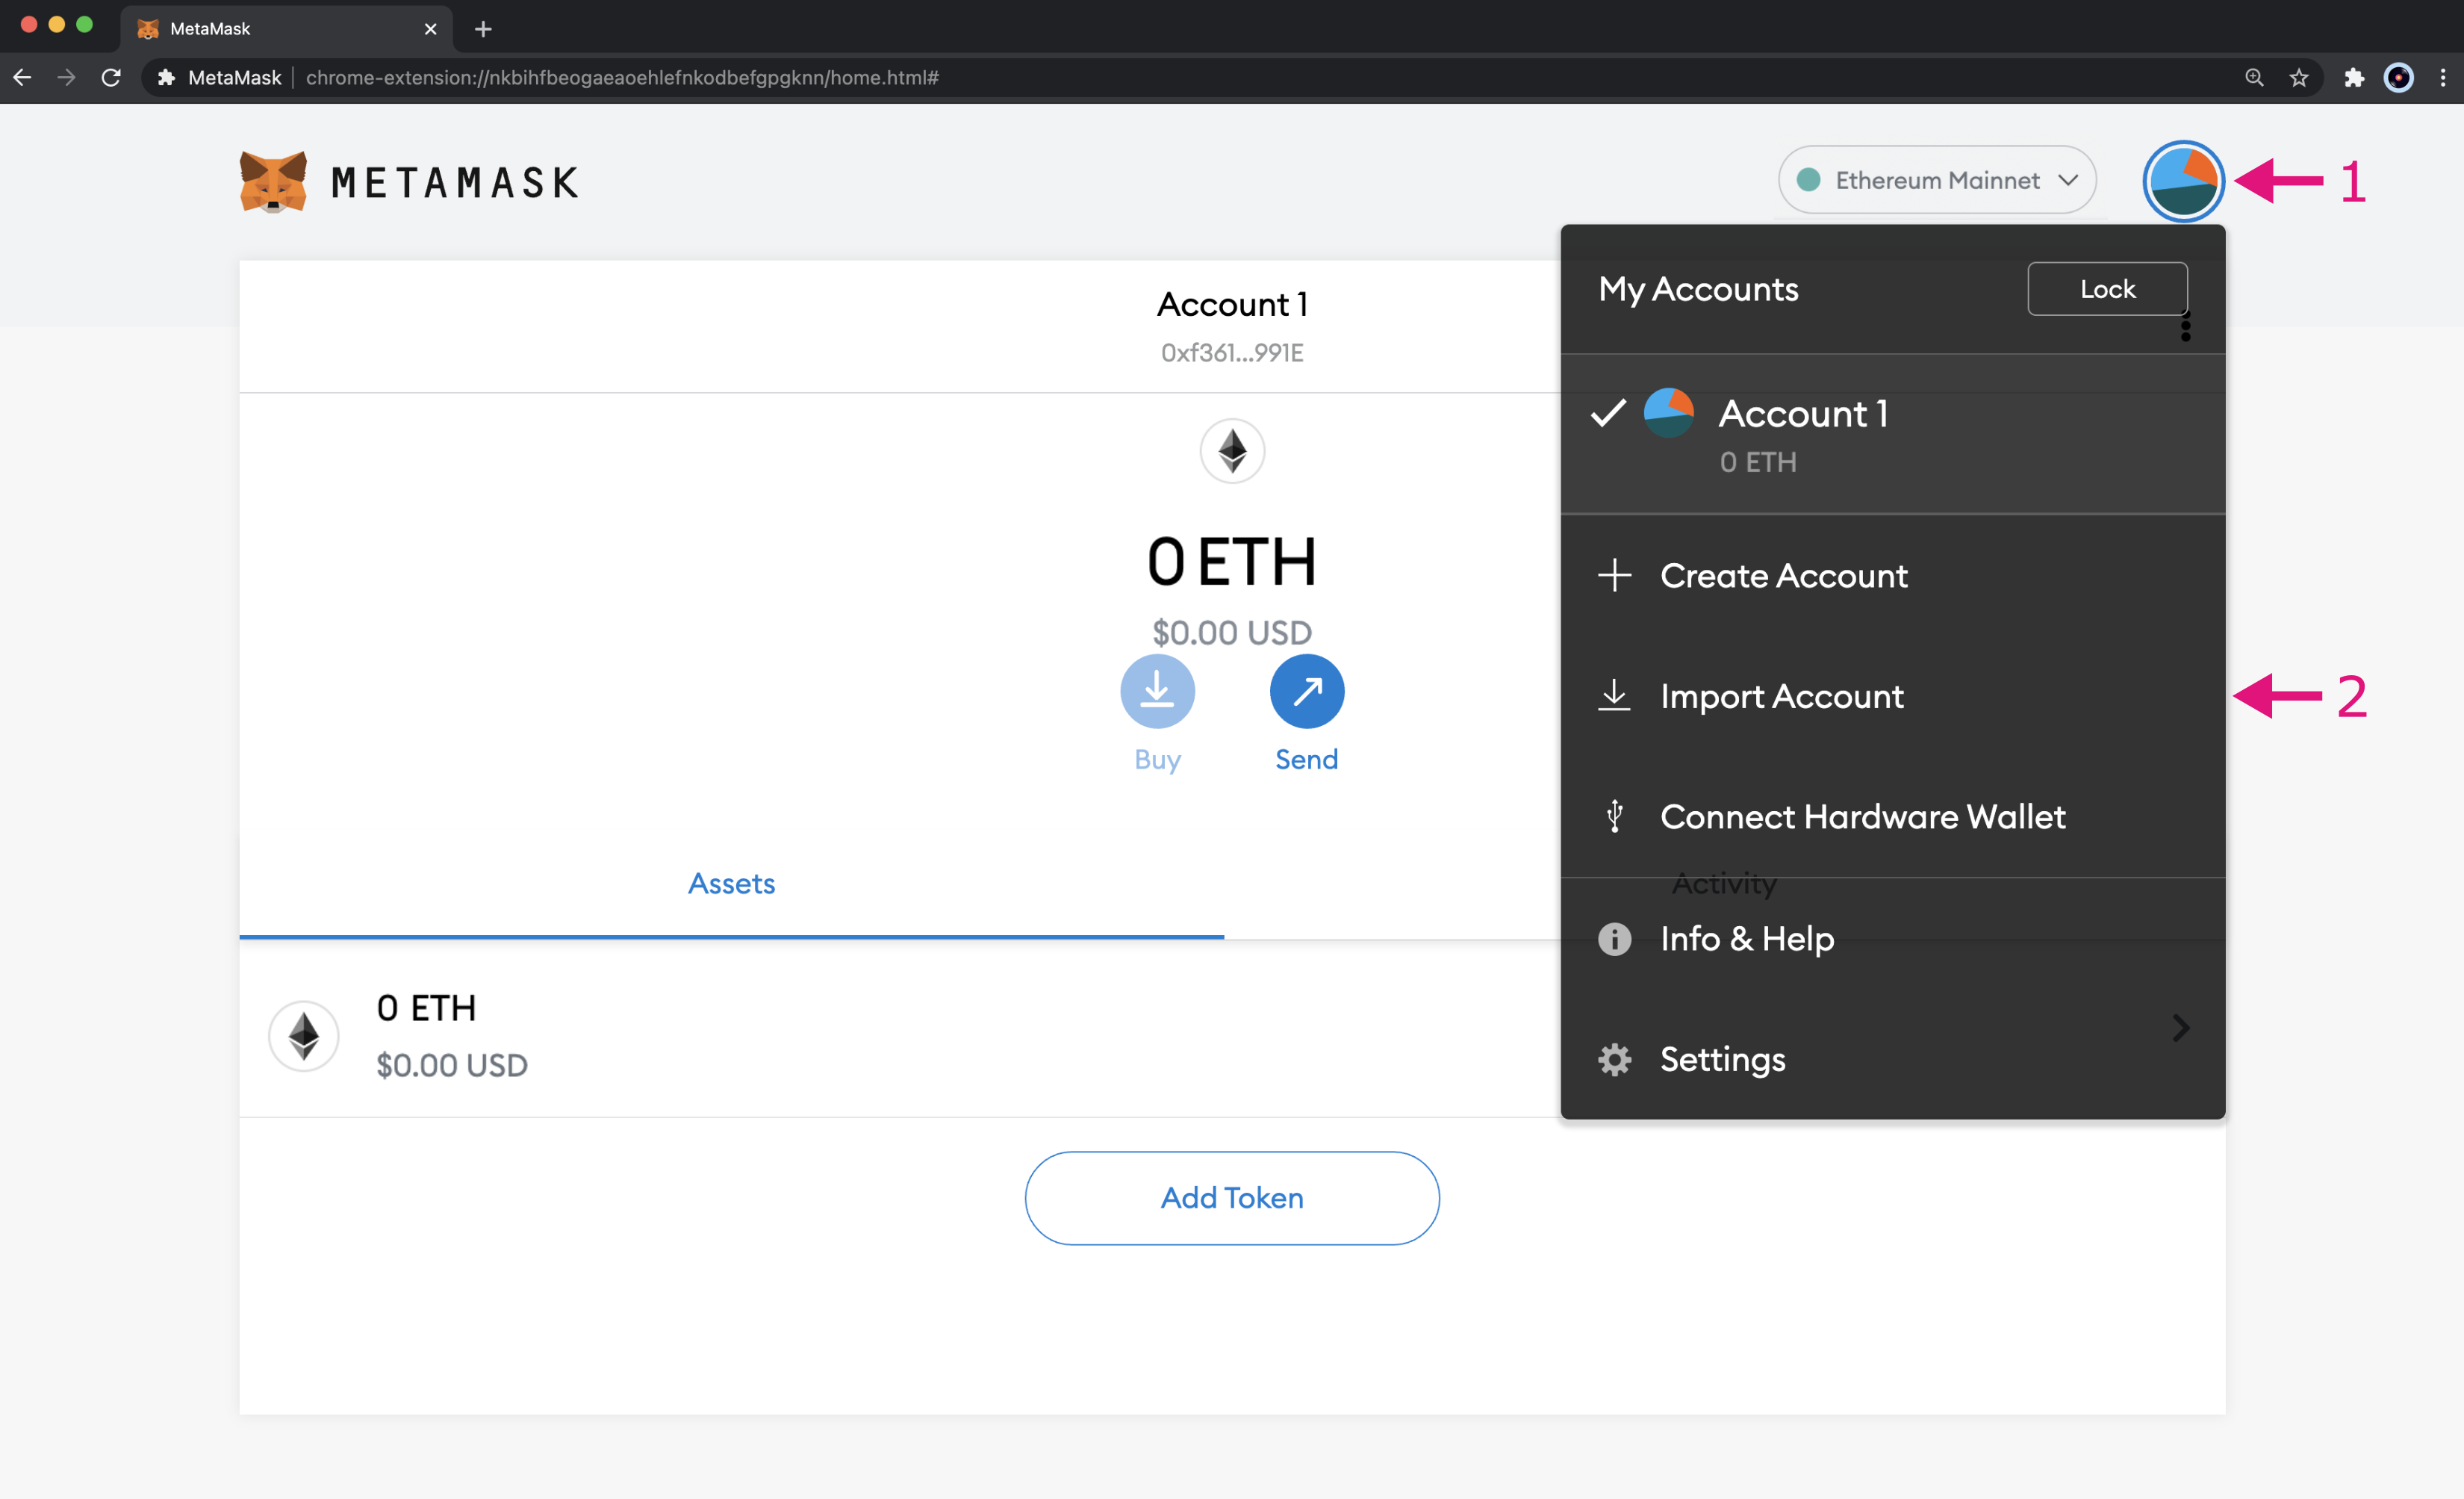 MetaMask
MetaMask chrome-extension://nkbihfbeogaeaoehlefnkodbefgpgknn/home.html#
METAMASK
Ethereum Mainnet
1
My Accounts
Lock
Account 1
0xf361...991E
Account 1
0 ETH
0 ETH
$0.00 USD
Buy
Send
Create Account
Import Account
2
Connect Hardware Wallet
Assets
Activity
Info & Help
Settings
0 ETH
$0.00 USD
Add Token